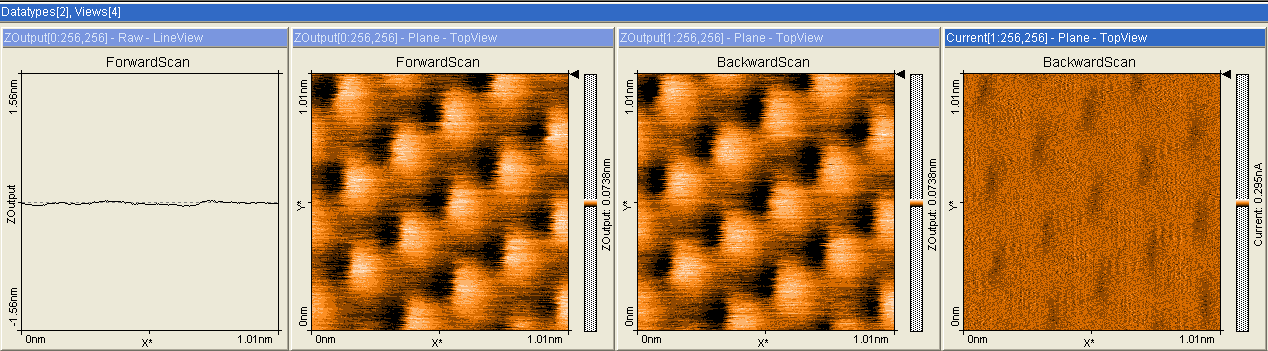 Datatypes[2], Views[4]
ZOutput[0:256,256] - Raw - LineView
ForwardScan
1.56nm
ZOutput
-1.56nm
0nm
X*
1.01nm
ZOutput[0:256,256] - Plane - TopView
ForwardScan
1.01nm
Y*
0nm
0nm
X*
1.01nm
ZOutput: 0.0738nm
ZOutput[1:256,256] - Plane - TopView
BackwardScan
1.01nm
Y*
0nm
0nm
X*
1.01nm
ZOutput: 0.0738nm
Current[1:256,256] - Plane - TopView
BackwardScan
1.01nm
Y*
0nm
0nm
X*
1.01nm
Current: 0.295nA